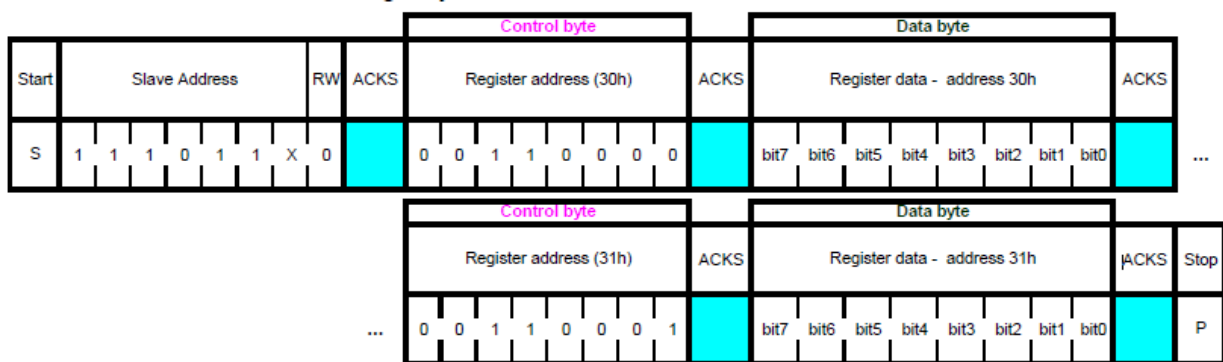 Control byte Data byte
Start Slave Address RW ACKS Register address (30h) ACKS Register data - address 30h ACKS
S 1 1 1 0 1 1 X 0 0 0 1 1 0 0 0 0 bit7 bit6 bit5 bit4 bit3 bit2 bit1 bit0 ...
Control byte Data byte
Register address (31h) ACKS Register data - address 31h ACKS Stop
... 0 0 1 1 0 0 0 1 bit7 bit6 bit5 bit4 bit3 bit2 bit1 bit0 P